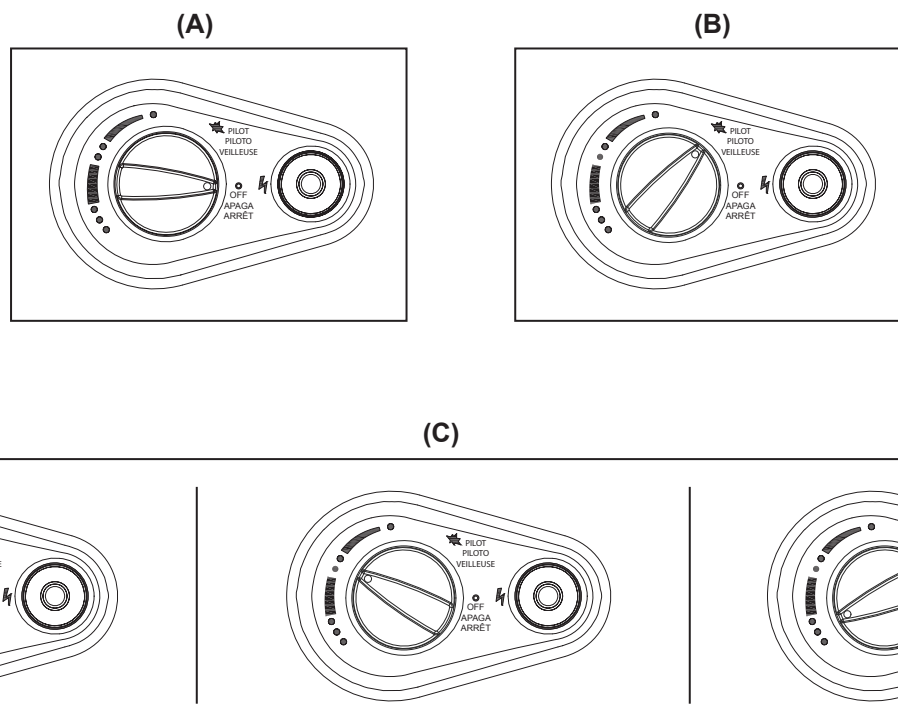 (A)
PILOT
PILOTO
VEILLEUSE
OFF
APAGA
ARRÊT
(B)
PILOT
PILOTO
VEILLEUSE
OFF
APAGA
ARRÊT
(C)
PILOT
PILOTO
VEILLEUSE
OFF
APAGA
ARRÊT